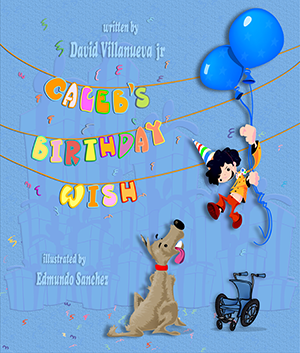 written by
David Villanueva jr
CALEB'S
BIRTHDAY
WISH
illustrated by
Edmundo Sanchez